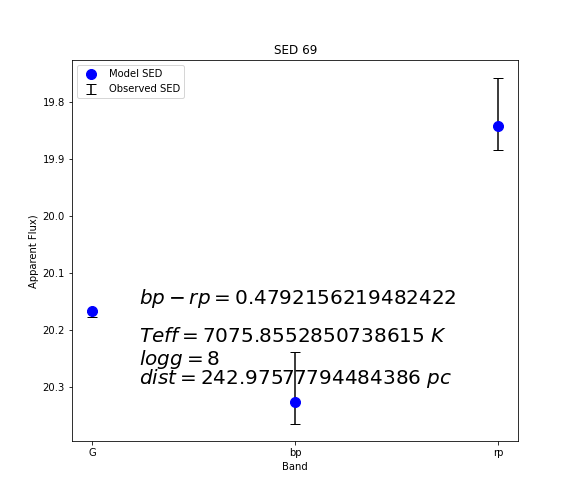 SED 69
Model SED
Observed SED
19.8
19.9
20.0
20.1
20.2
20.3
Apparent Flux)
bp − rp = 0.4792156219482422
Teff = 7075.8552850738615 K
logg = 8
dist = 242.97577794484386 pc
G
bp
rp
Band